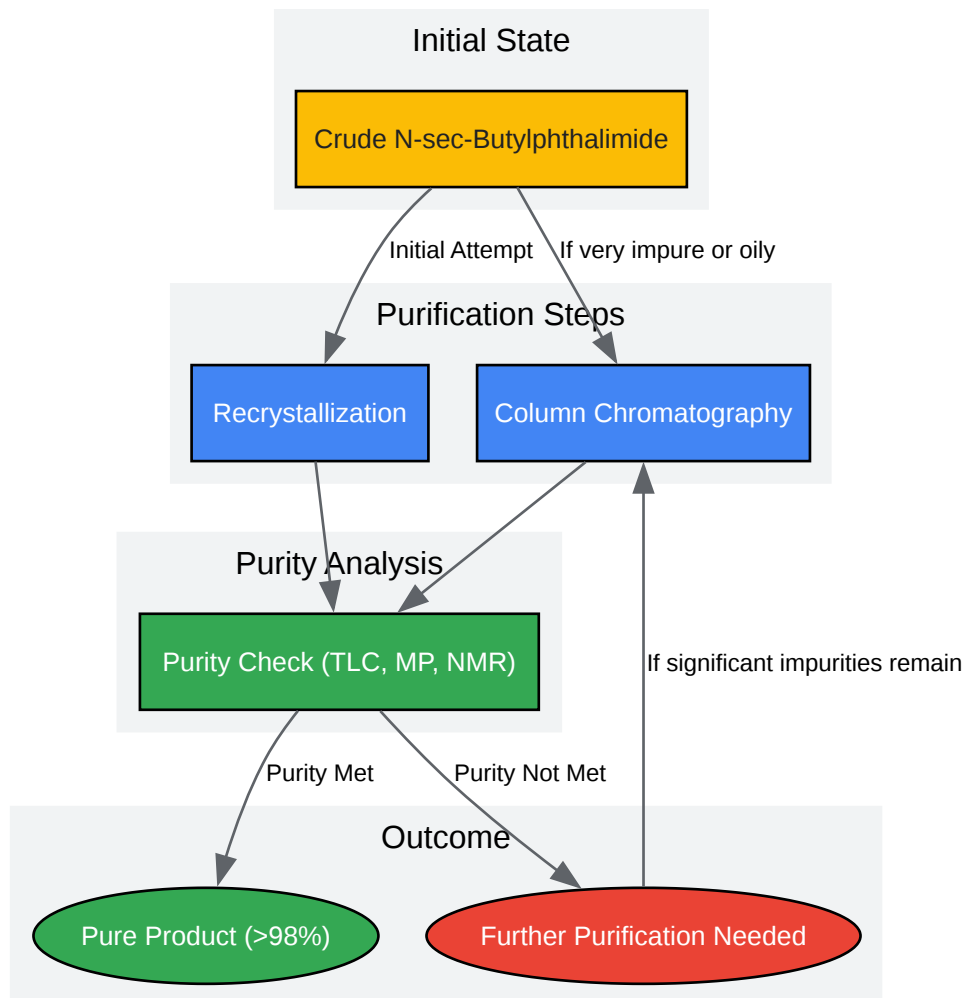 Initial State
Crude N-sec-Butylphthalimide
Initial Attempt
If very impure or oily
Purification Steps
Recrystallization
Column Chromatography
Purity Analysis
Purity Check (TLC, MP, NMR)
If significant impurities remain
Purity Met
Purity Not Met
Outcome
Pure Product (>98%)
Further Purification Needed